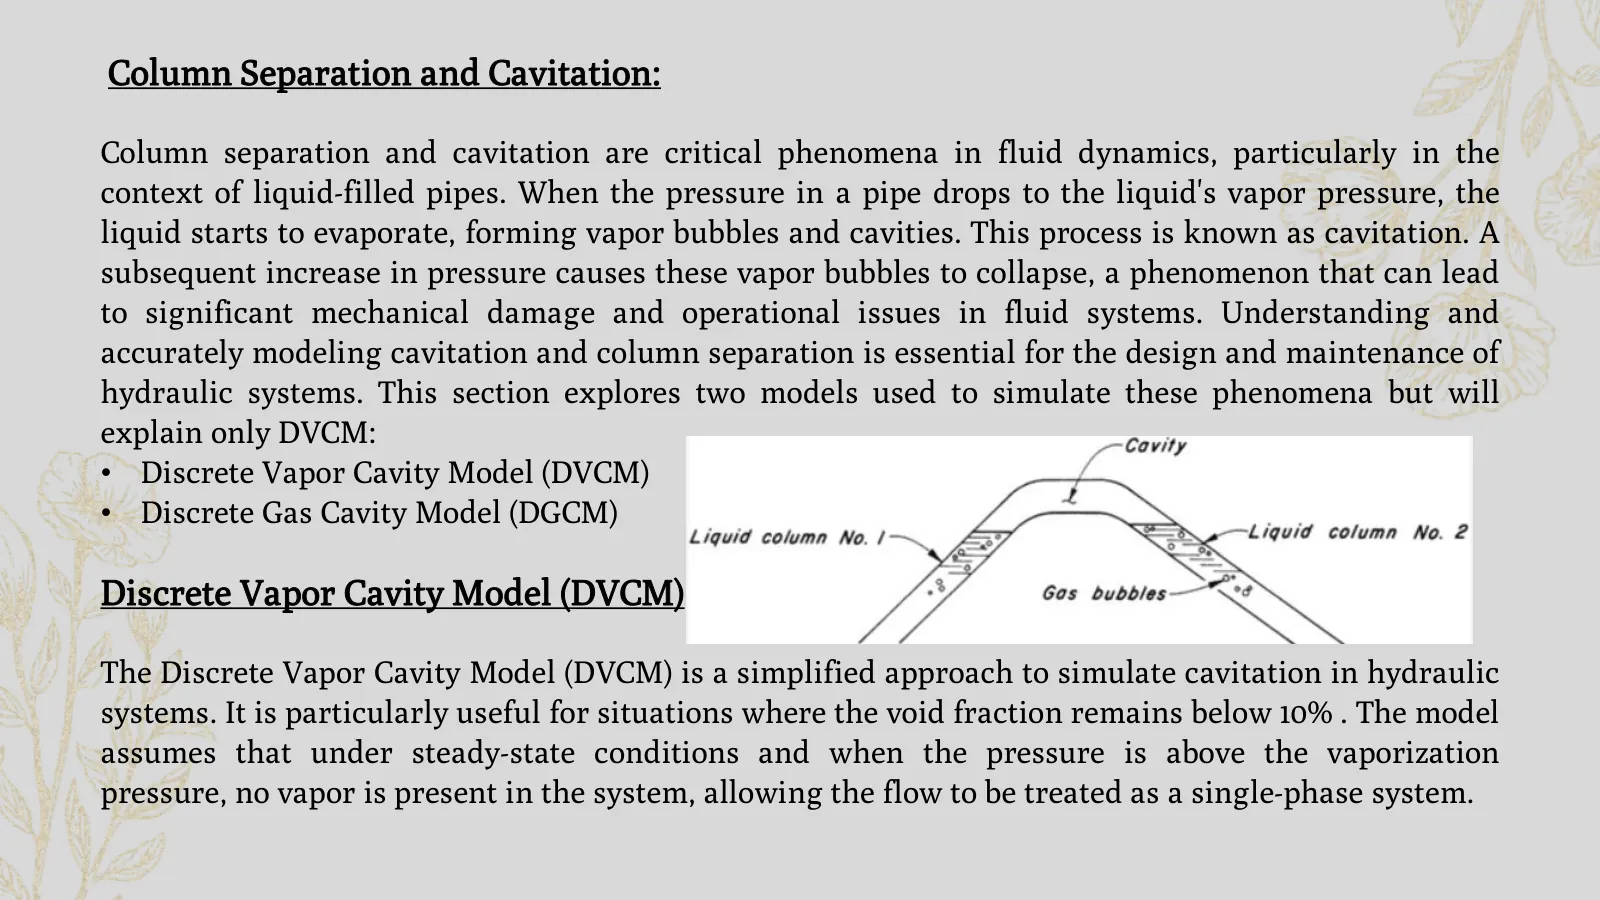 Column Separation and Cavitation:
Column separation and cavitation are critical phenomena in fluid dynamics, particularly in the
context of liquid-filled pipes. When the pressure in a pipe drops to the liquid's vapor pressure, the
liquid starts to evaporate, forming vapor bubbles and cavities. This process is known as cavitation. A
subsequent increase in pressure causes these vapor bubbles to collapse, a phenomenon that can lead
to significant mechanical damage and operational issues in fluid systems. Understanding and
accurately modeling cavitation and column separation is essential for the design and maintenance of
hydraulic systems. This section explores two models used to simulate these phenomena but will
explain only DVCM:
• Discrete Vapor Cavity Model (DVCM)
• Discrete Gas Cavity Model (DGCM)
Cavity
Liquid column No. 1
Liquid column No. 2
Gas bubbles
Discrete Vapor Cavity Model (DVCM)
The Discrete Vapor Cavity Model (DVCM) is a simplified approach to simulate cavitation in hydraulic
systems. It is particularly useful for situations where the void fraction remains below 10% . The model
assumes that under steady-state conditions and when the pressure is above the vaporization
pressure, no vapor is present in the system, allowing the flow to be treated as a single-phase system.